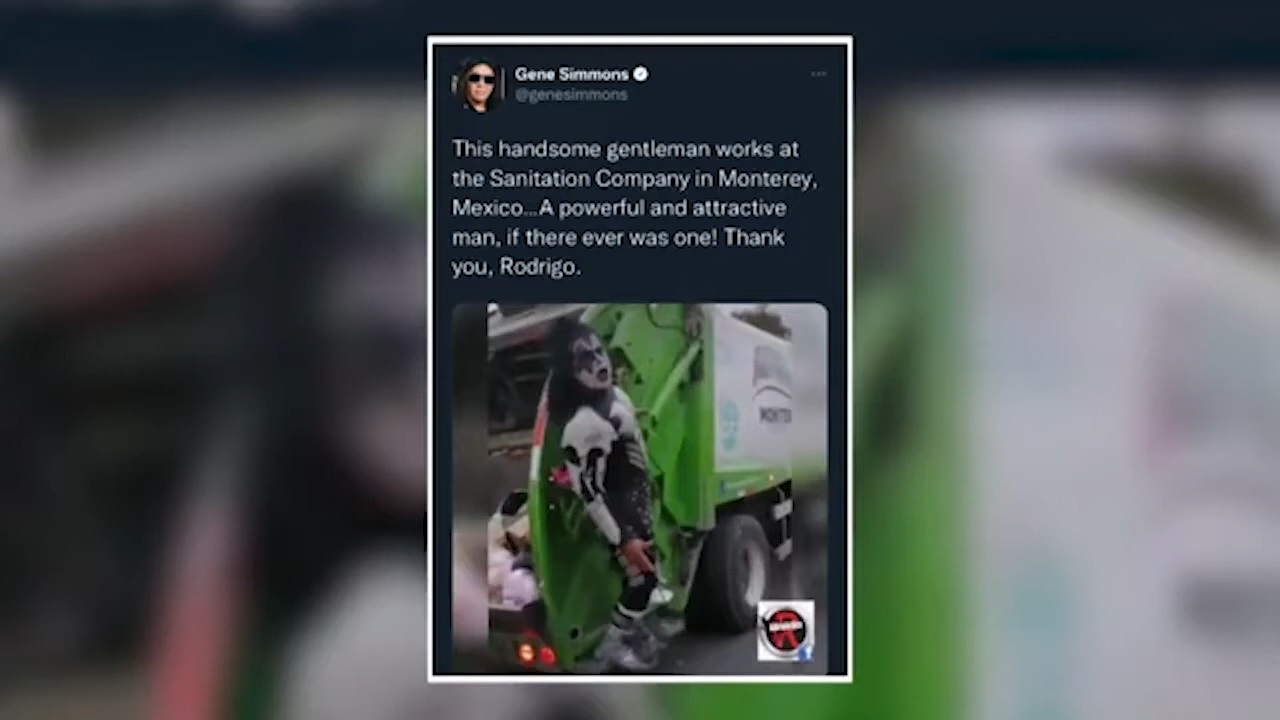 Gene Simmons
@genesimmons
This handsome gentleman works at
the Sanitation Company in Monterey,
Mexico...A powerful and attractive
man, if there ever was one! Thank
you, Rodrigo.